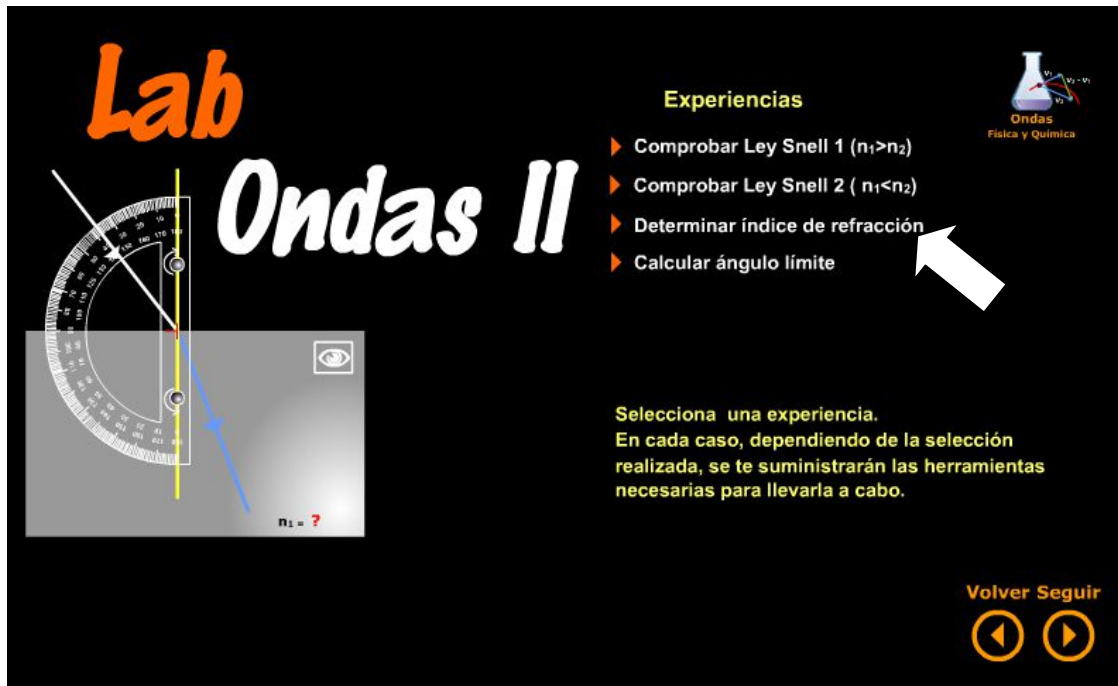 Lab
Ondas II
Experiencias
Comprobar Ley Snell 1 (n₁>n₂)
Comprobar Ley Snell 2 ( n₁<n₂)
Determinar índice de refracción
Calcular ángulo límite
Ondas
Física y Química
n₁ = ?
Selecciona una experiencia.
En cada caso, dependiendo de la selección
realizada, se te suministrarán las herramientas
necesarias para llevarla a cabo.
Volver Seguir